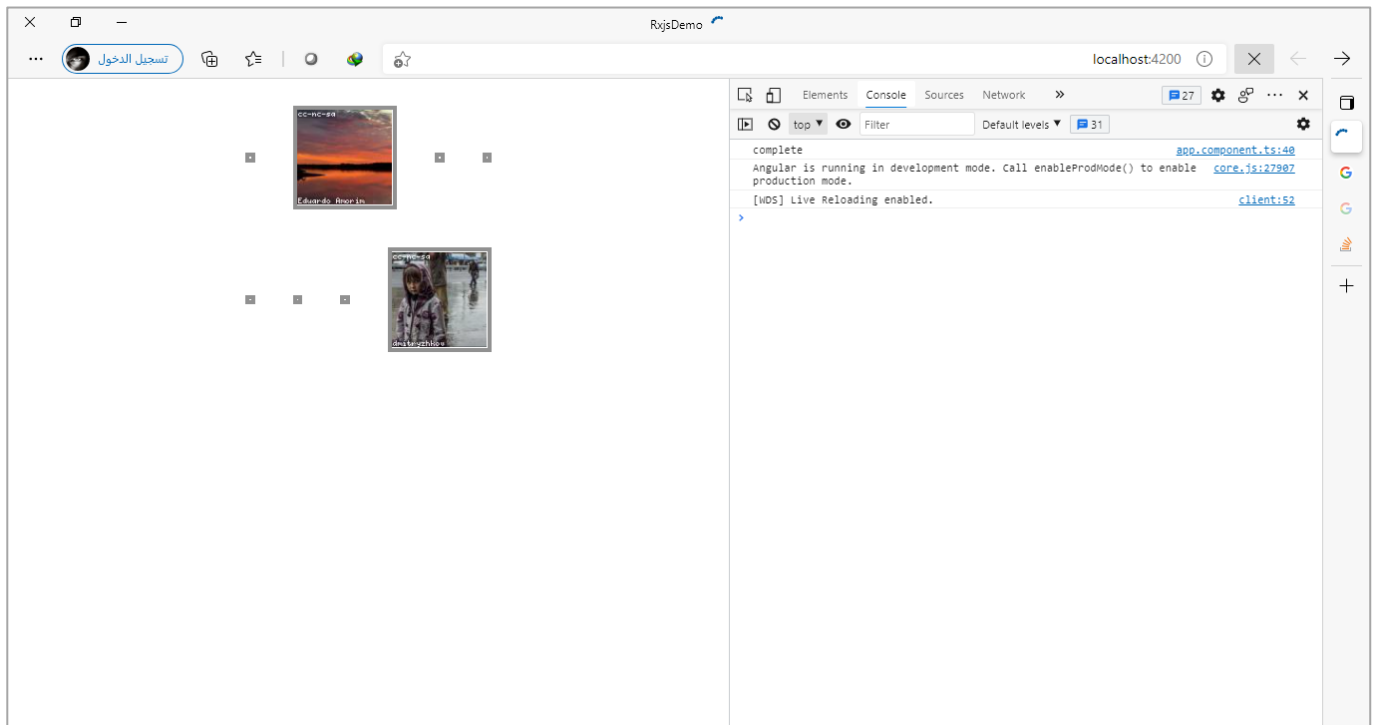 RxjsDemo
تسجيل الدخول
localhost:4200
Elements Console Sources Network 27
top Filter Default levels 31
complete app.component.ts:40
Angular is running in development mode. Call enableProdMode() to enable core.js:27907
production mode.
[WDS] Live Reloading enabled. client:52
cc-nc-sa
Eduardo Amorim
cc-nc-sa
dmitryzhkov